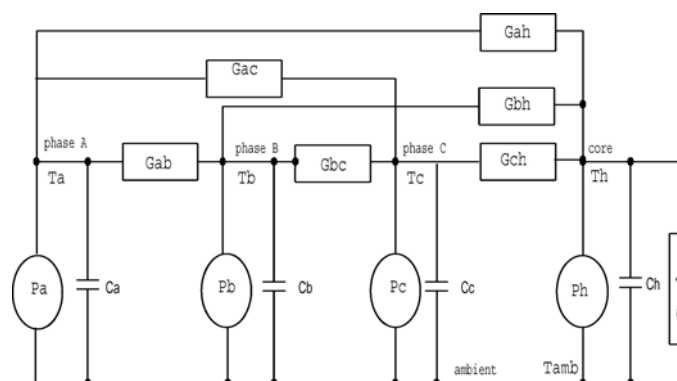 Gah
Gac
Gbh
phase A
phase B
phase C
core
Gab
Gbc
Gch
Ta
Tb
Tc
Th
Pa
Ca
Pb
Cb
Pc
Cc
Ph
Ch
ambient
Tamb